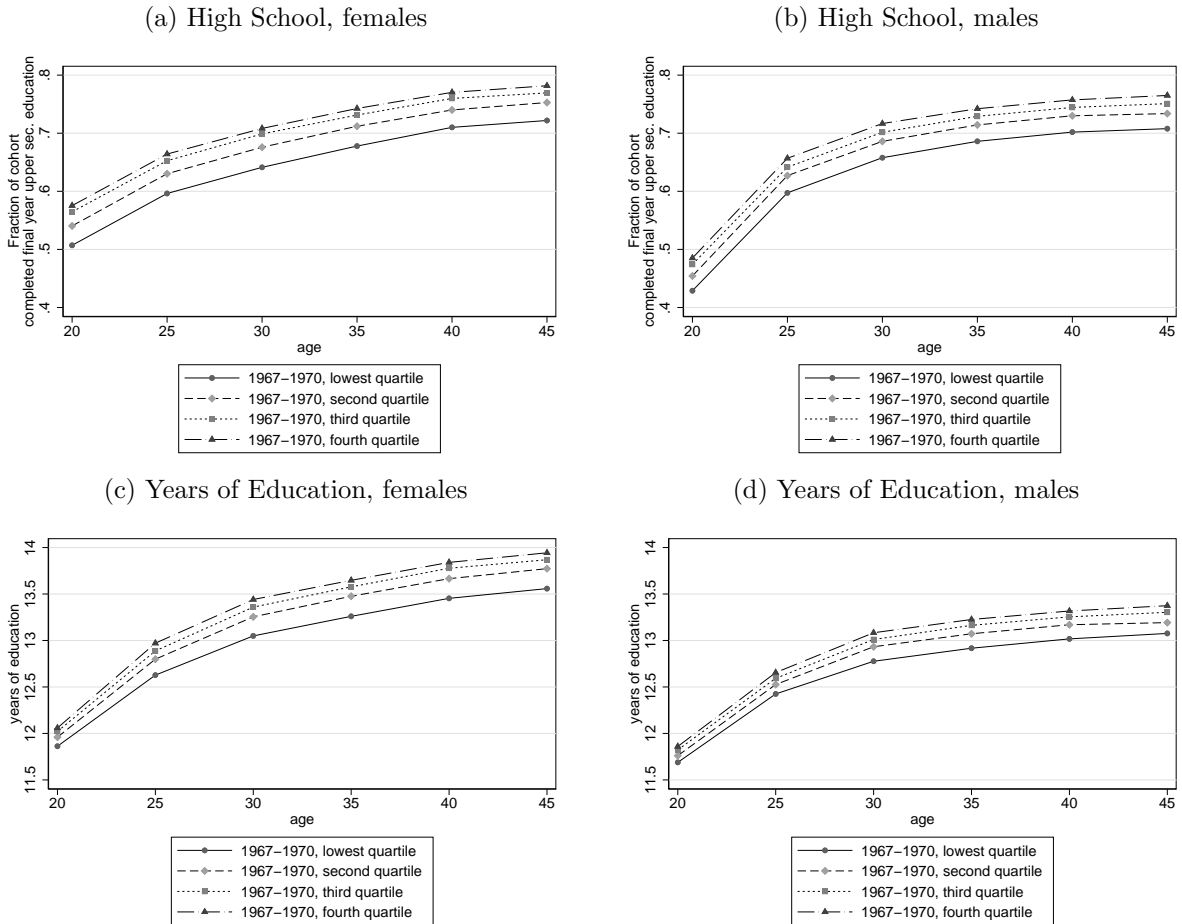 (a) High School, females
Fraction of cohort
completed final year upper sec. education
.4 .5 .6 .7 .8
20 25 30 35 40 45
age
1967−1970, lowest quartile
1967−1970, second quartile
1967−1970, third quartile
1967−1970, fourth quartile
(b) High School, males
Fraction of cohort
completed final year upper sec. education
.4 .5 .6 .7 .8
20 25 30 35 40 45
age
1967−1970, lowest quartile
1967−1970, second quartile
1967−1970, third quartile
1967−1970, fourth quartile
(c) Years of Education, females
years of education
11.5 12 12.5 13 13.5 14
20 25 30 35 40 45
age
1967−1970, lowest quartile
1967−1970, second quartile
1967−1970, third quartile
1967−1970, fourth quartile
(d) Years of Education, males
years of education
11.5 12 12.5 13 13.5 14
20 25 30 35 40 45
age
1967−1970, lowest quartile
1967−1970, second quartile
1967−1970, third quartile
1967−1970, fourth quartile